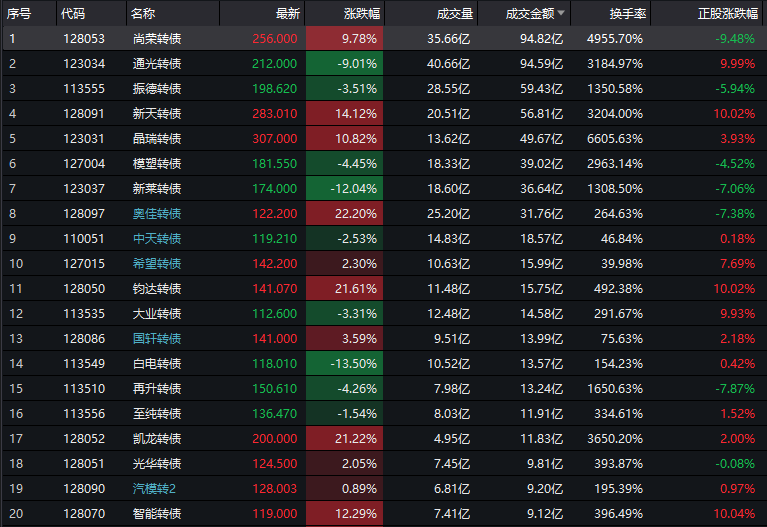 序号 代码 名称 最新 涨跌幅 成交量 成交金额 换手率 正股涨跌幅
1 128053 尚荣转债 256.000 9.78% 35.66亿 94.82亿 4955.70% -9.48%
2 123034 通光转债 212.000 -9.01% 40.66亿 94.59亿 3184.97% 9.99%
3 113555 振德转债 198.620 -3.51% 28.55亿 59.43亿 1350.58% -5.94%
4 128091 新天转债 283.010 14.12% 20.51亿 56.81亿 3204.00% 10.02%
5 123031 晶瑞转债 307.000 10.82% 13.62亿 49.67亿 6605.63% 3.93%
6 127004 模塑转债 181.550 -4.45% 18.33亿 39.02亿 2963.14% -4.52%
7 123037 新莱转债 174.000 -12.04% 18.60亿 36.64亿 1308.50% -7.06%
8 128097 奥佳转债 122.200 22.20% 25.20亿 31.76亿 264.63% -7.38%
9 110051 中天转债 119.210 -2.53% 14.83亿 18.57亿 46.84% 0.18%
10 127015 希望转债 142.200 2.30% 10.63亿 15.99亿 39.98% 7.69%
11 128050 钧达转债 141.070 21.61% 11.48亿 15.75亿 492.38% 10.02%
12 113535 大业转债 112.600 -3.31% 12.48亿 14.58亿 291.67% 9.93%
13 128086 国轩转债 141.000 3.59% 9.51亿 13.99亿 75.63% 2.18%
14 113549 白电转债 118.010 -13.50% 10.52亿 13.57亿 154.23% 0.42%
15 113510 再升转债 150.610 -4.26% 7.98亿 13.24亿 1650.63% -7.87%
16 113556 至纯转债 136.470 -1.54% 8.03亿 11.91亿 334.61% 1.52%
17 128052 凯龙转债 200.000 21.22% 4.95亿 11.83亿 3650.20% 2.00%
18 128051 光华转债 124.500 2.05% 7.45亿 9.81亿 393.87% -0.08%
19 128090 汽模转2 128.003 0.89% 6.81亿 9.20亿 195.39% 0.97%
20 128070 智能转债 119.000 12.29% 7.41亿 9.12亿 396.49% 10.04%